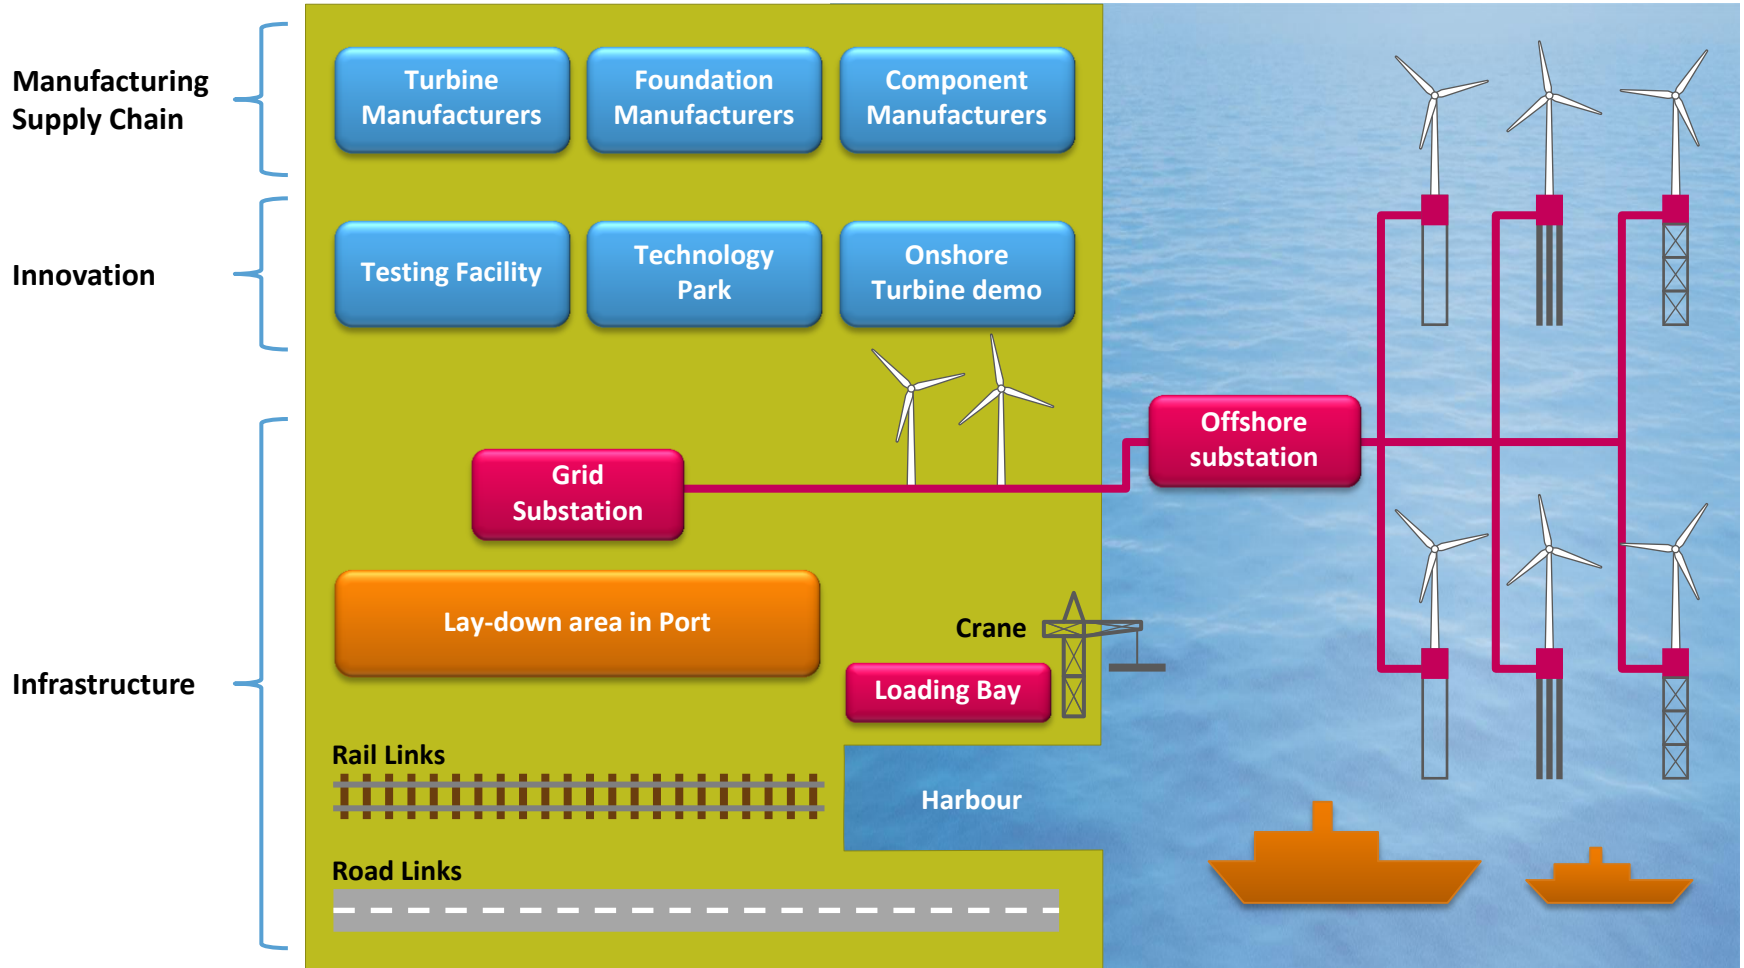 Manufacturing
Supply Chain
Turbine
Manufacturers
Foundation
Manufacturers
Component
Manufacturers
Innovation
Testing Facility
Technology
Park
Onshore
Turbine demo
Offshore
substation
Grid
Substation
Infrastructure
Lay-down area in Port
Crane
Loading Bay
Rail Links
Harbour
Road Links